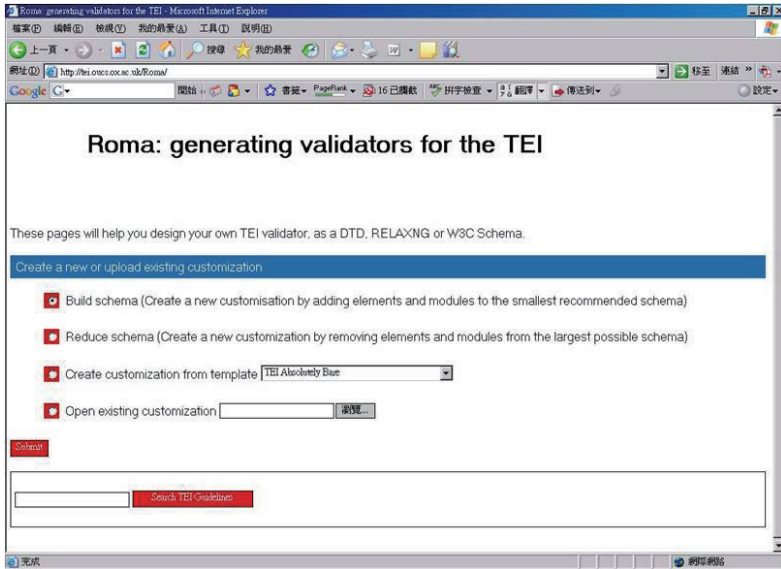 Roma: generating validators for the TEI - Microsoft Internet Explorer
檔案(F) 編輯(E) 檢視(V) 我的最愛(A) 工具(T) 說明(H)
上一頁 搜尋 我的最愛
網址(D) http://tei.oucs.ox.ac.uk/Roma/ 移至 連結 »
Google G 開始 書籤 PageRank 16 已攔截 拼字檢查 翻譯 傳送到 設定
Roma: generating validators for the TEI
These pages will help you design your own TEI validator, as a DTD, RELAXNG or W3C Schema.
Create a new or upload existing customization
Build schema (Create a new customisation by adding elements and modules to the smallest recommended schema)
Reduce schema (Create a new customization by removing elements and modules from the largest possible schema)
Create customization from template TEI Absolutely Bare
Open existing customization 瀏覽...
Submit
Search TEI Guidelines
完成 網際網路